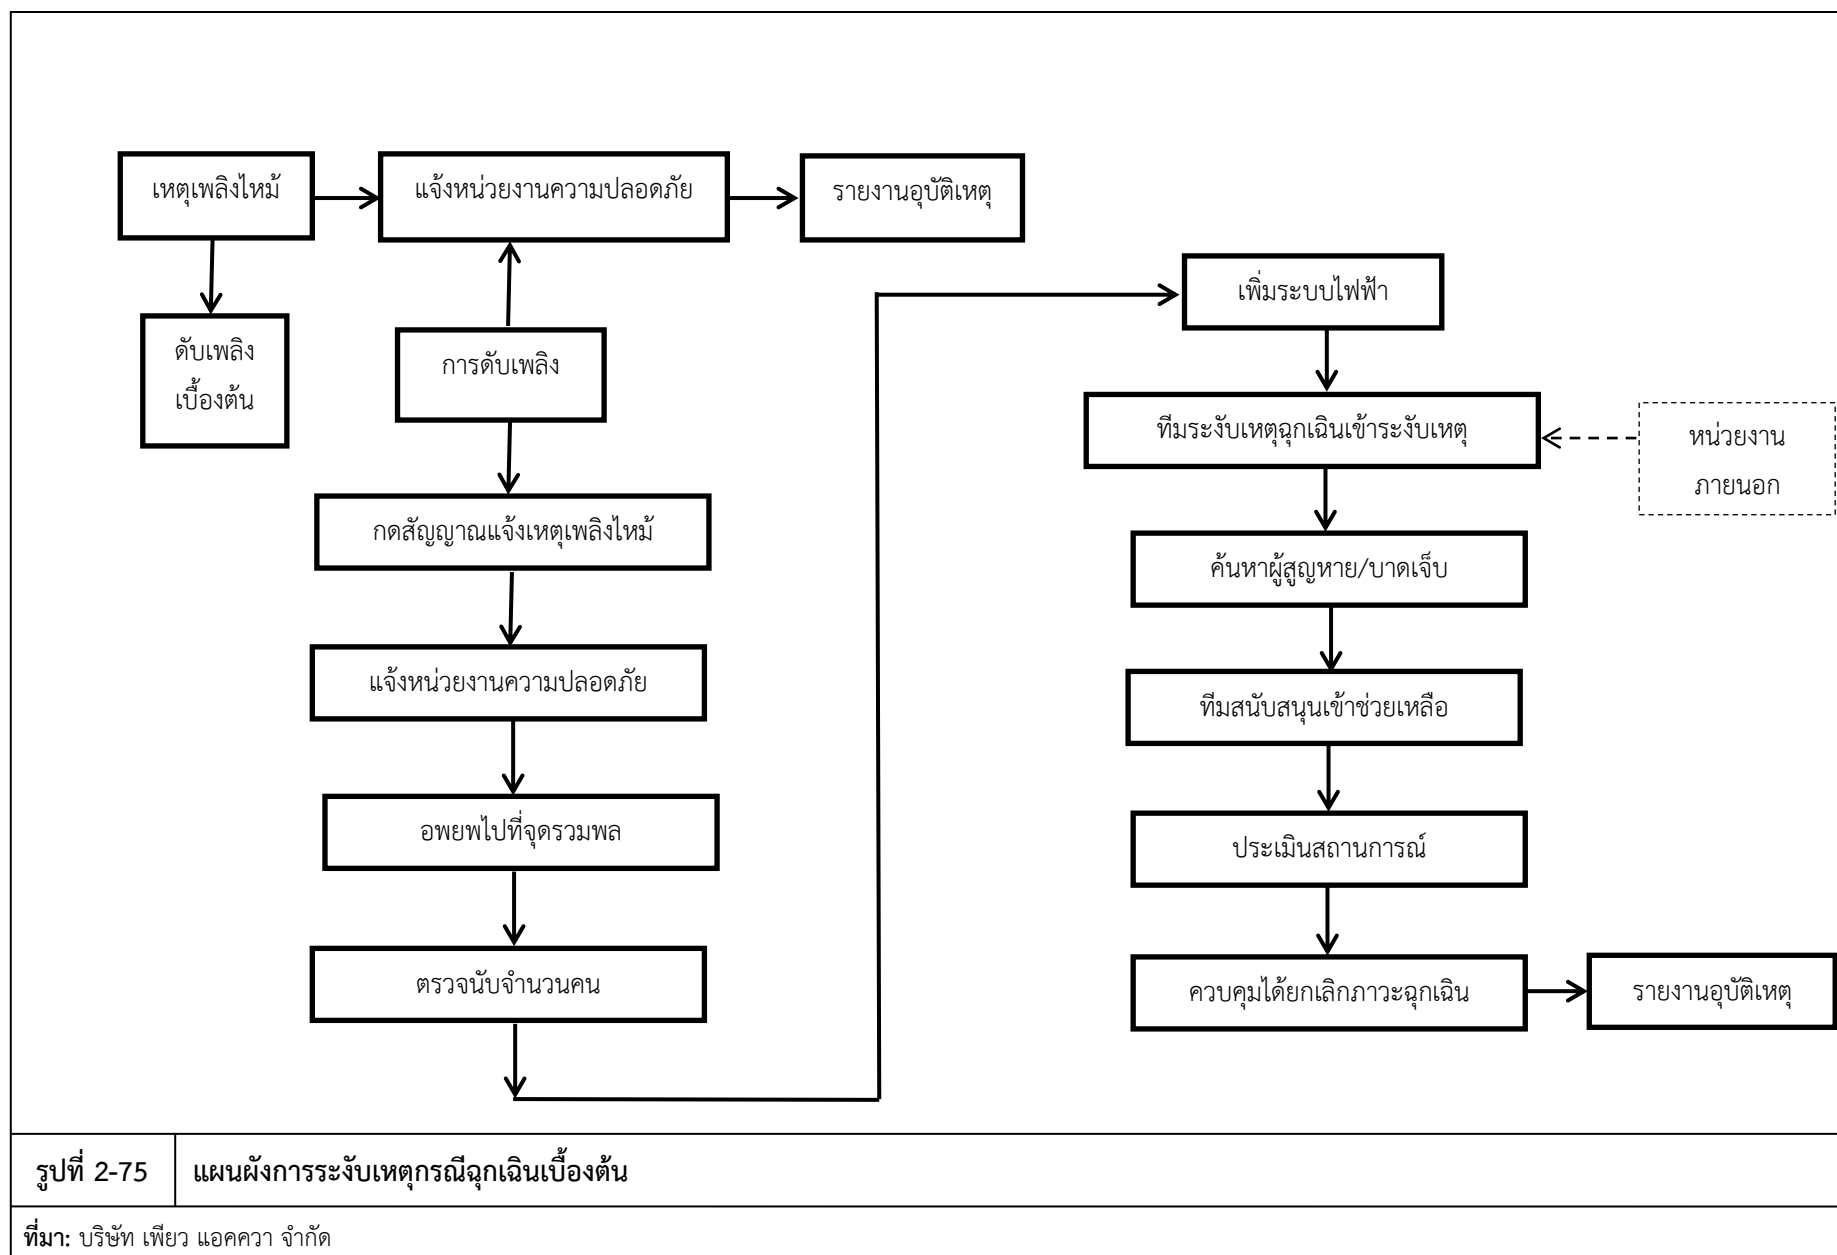 เหตุเพลิงไหม้
แจ้งหน่วยงานความปลอดภัย
รายงานอุบัติเหตุ
ดับเพลิง
เบื้องต้น
การดับเพลิง
กดสัญญาณแจ้งเหตุเพลิงไหม้
แจ้งหน่วยงานความปลอดภัย
อพยพไปที่จุดรวมพล
ตรวจนับจำนวนคน
เพิ่มระบบไฟฟ้า
ทีมระงับเหตุฉุกเฉินเข้าระงับเหตุ
หน่วยงาน
ภายนอก
ค้นหาผู้สูญหาย/บาดเจ็บ
ทีมสนับสนุนเข้าช่วยเหลือ
ประเมินสถานการณ์
ควบคุมได้ยกเลิกภาวะฉุกเฉิน
รายงานอุบัติเหตุ
รูปที่ 2-75 แผนผังการระงับเหตุกรณีฉุกเฉินเบื้องต้น
ที่มา: บริษัท เพียว แอคควา จำกัด